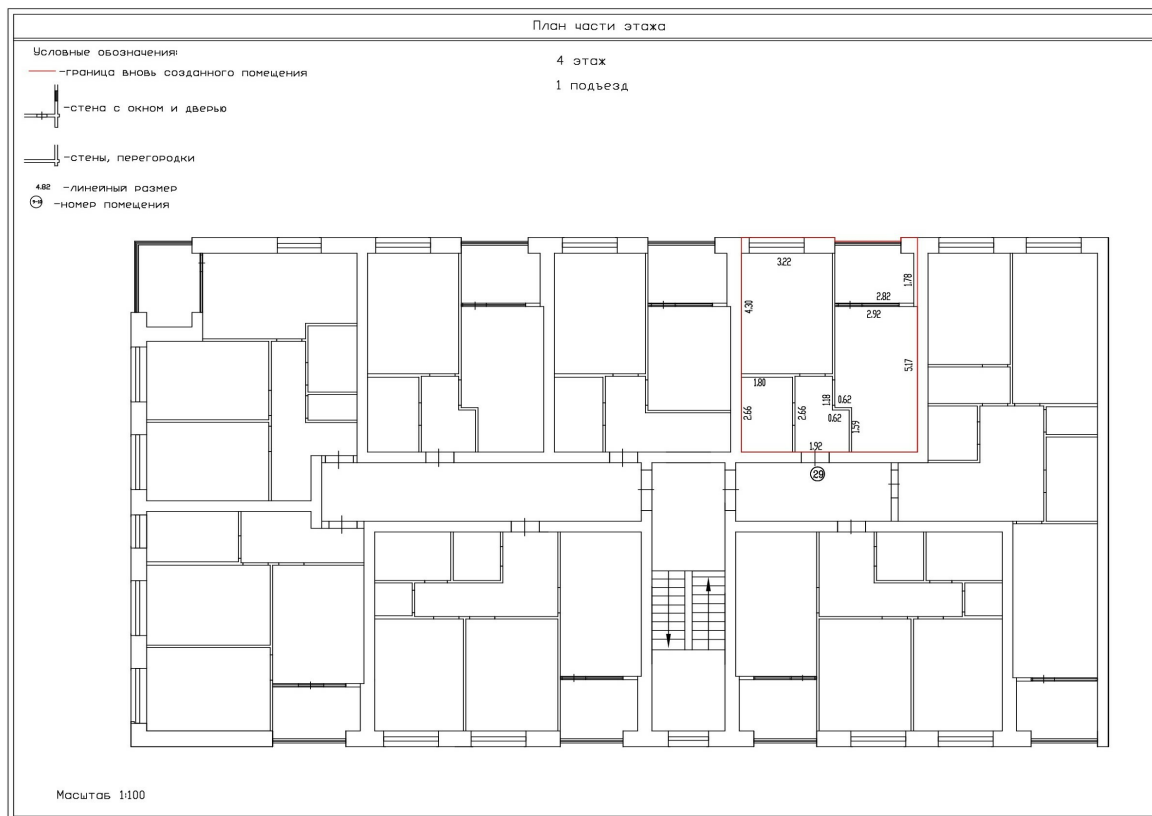 План части этажа
Условные обозначения:
-граница вновь созданного помещения
-стена с окном и дверью
-стены, перегородки
4.82 -линейный размер
-номер помещения
4 этаж
1 подъезд
3.22
4.30
2.82
1.78
2.92
5.17
1.80
2.66
2.66
1.18
0.62
0.62
1.59
1.92
29
Масштаб 1:100